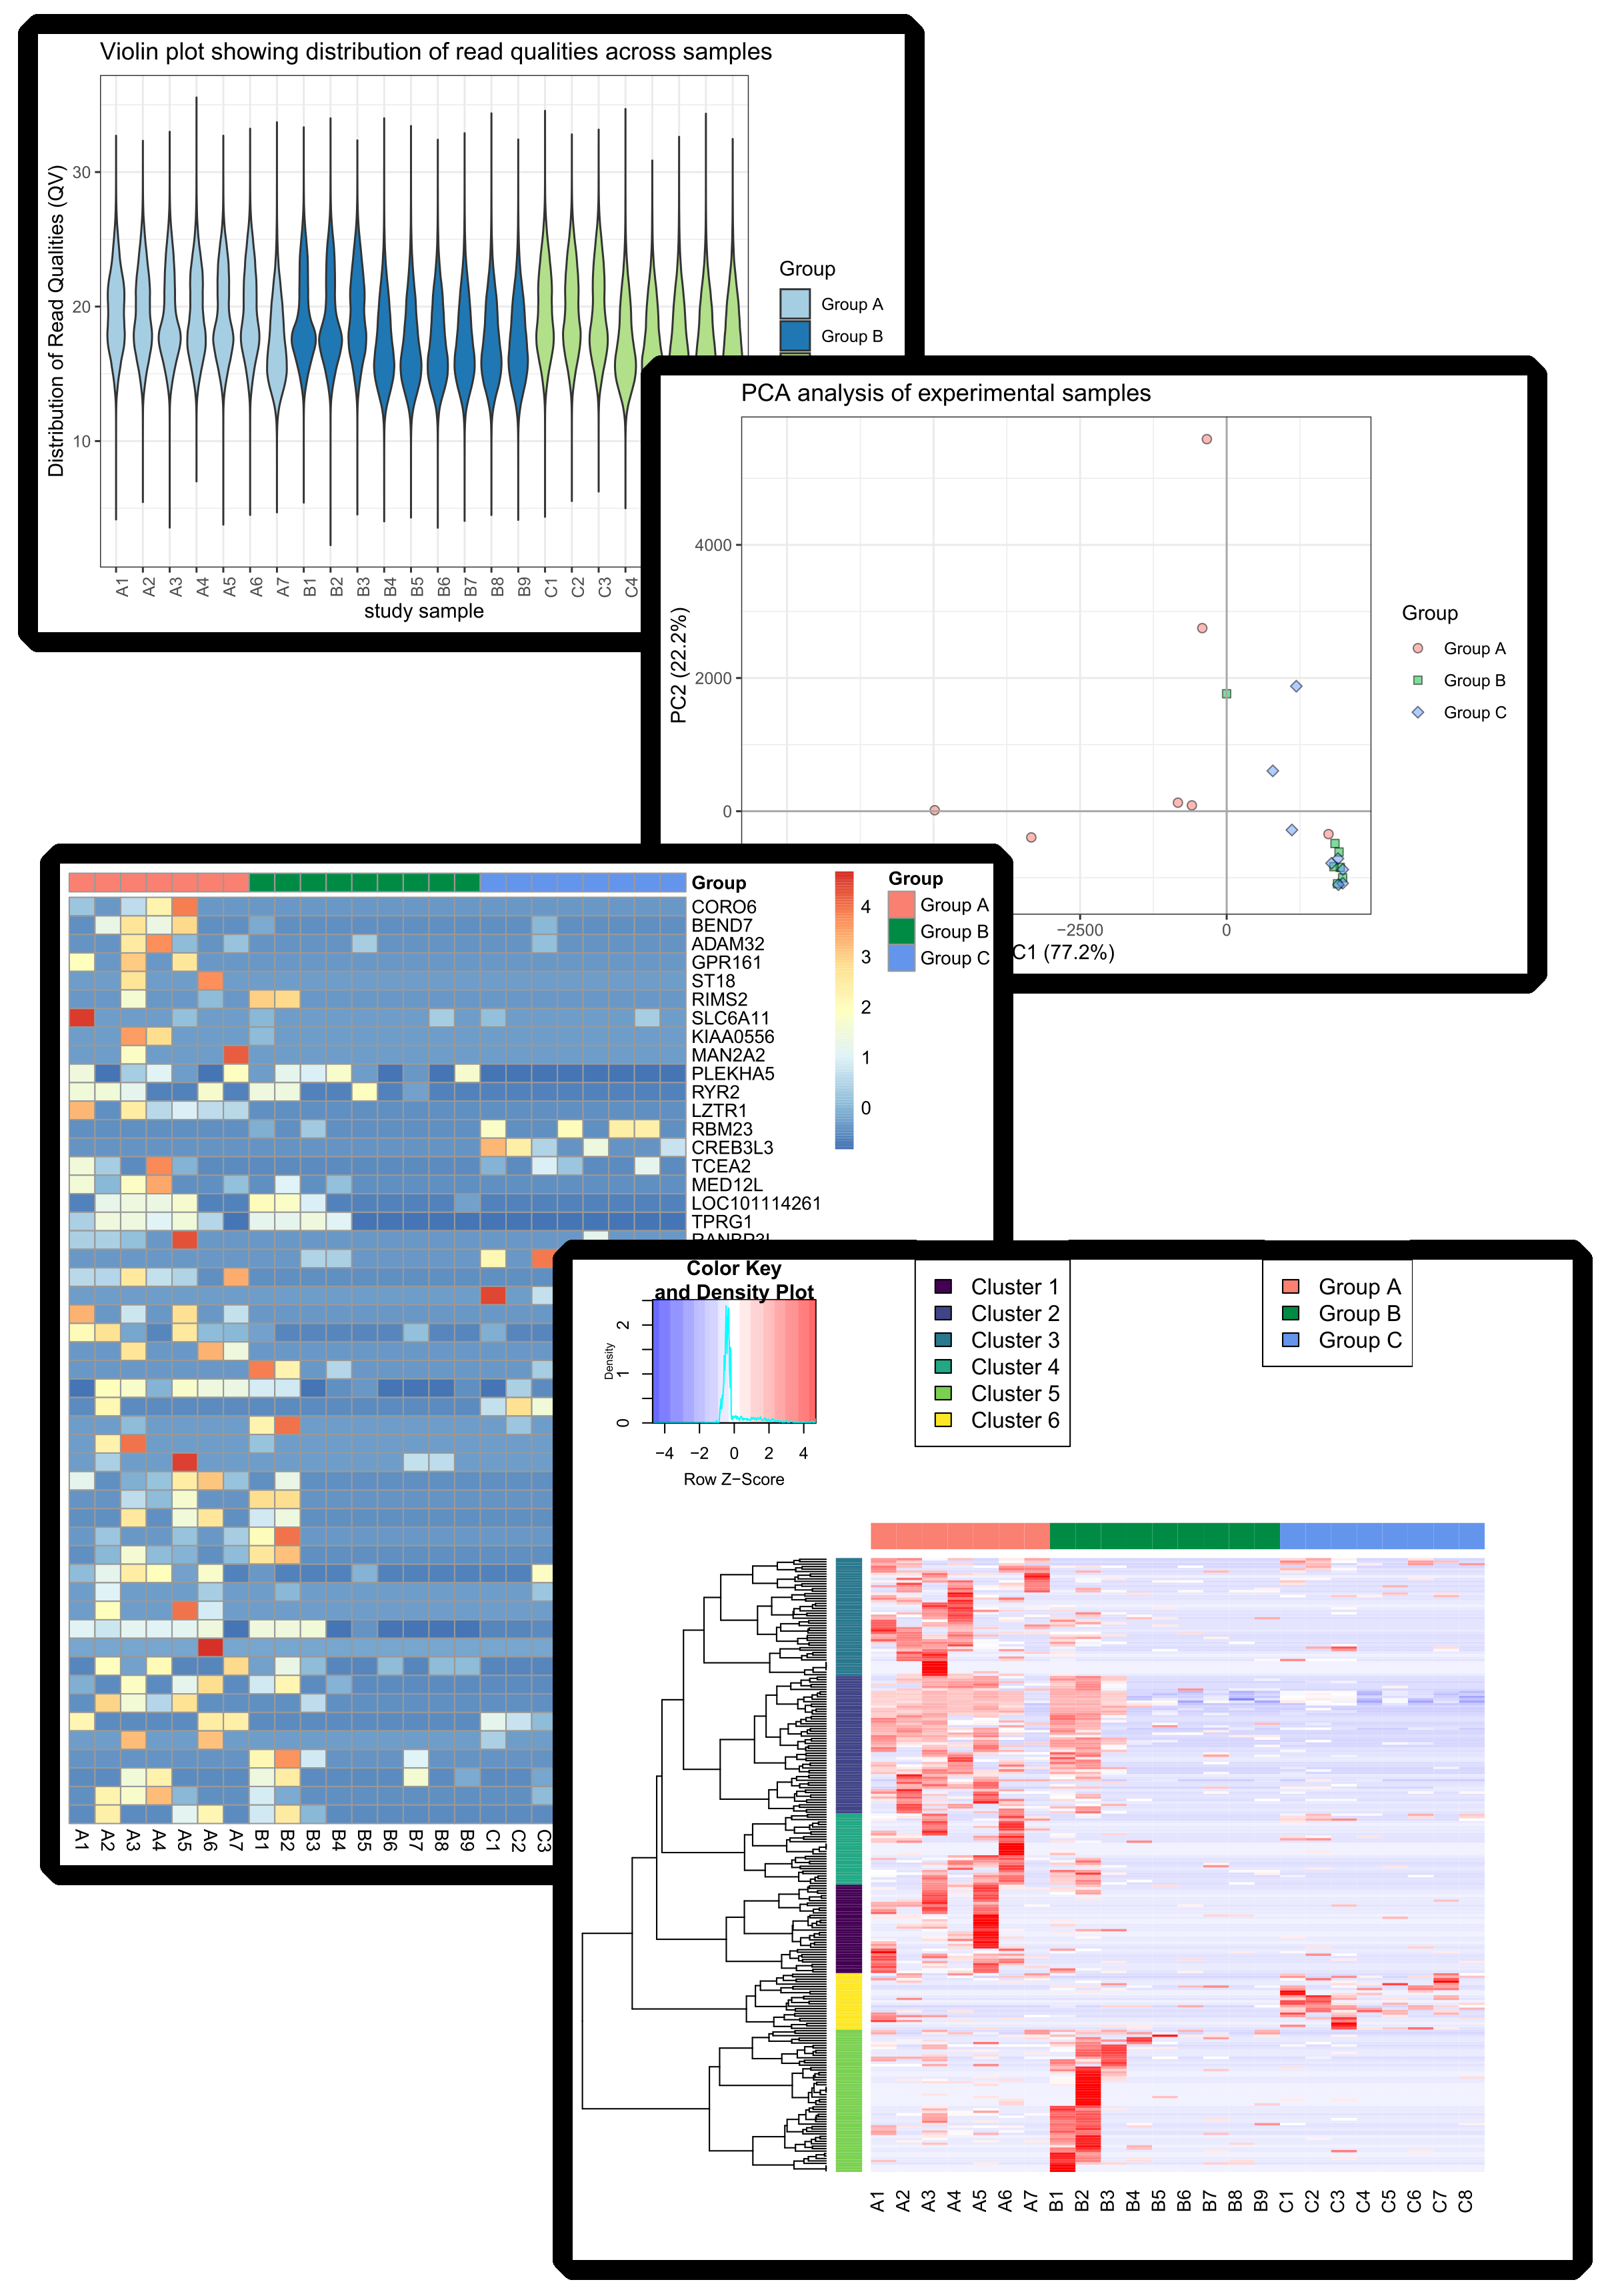 Violin plot showing distribution of read qualities across samples
Distribution of Read Qualities (QV)
30
20
10
A1 A2 A3 A4 A5 A6 A7 B1 B2 B3 B4 B5 B6 B7 B8 B9 C1 C2 C3 C4
study sample
Group
Group A
Group B
PCA analysis of experimental samples
PC2 (22.2%)
4000
2000
0
−2500 0
C1 (77.2%)
Group
Group A
Group B
Group C
Group
CORO6
BEND7
ADAM32
GPR161
ST18
RIMS2
SLC6A11
KIAA0556
MAN2A2
PLEKHA5
RYR2
LZTR1
RBM23
CREB3L3
TCEA2
MED12L
LOC101114261
TPRG1
4
3
2
1
0
Group
Group A
Group B
Group C
A1 A2 A3 A4 A5 A6 A7 B1 B2 B3 B4 B5 B6 B7 B8 B9 C1 C2 C3
Color Key
and Density Plot
Density
2
1
0
−4 −2 0 2 4
Row Z−Score
Cluster 1
Cluster 2
Cluster 3
Cluster 4
Cluster 5
Cluster 6
Group A
Group B
Group C
A1 A2 A3 A4 A5 A6 A7 B1 B2 B3 B4 B5 B6 B7 B8 B9 C1 C2 C3 C4 C5 C6 C7 C8